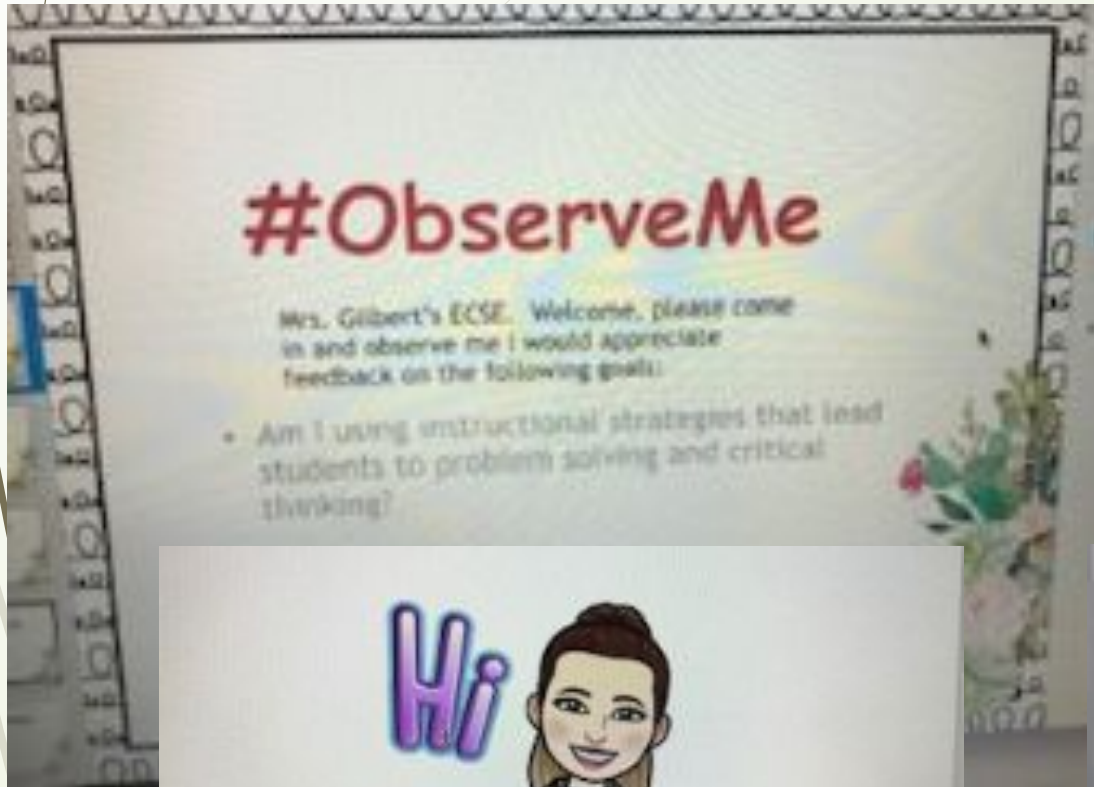 #ObserveMe
Mrs. Gilbert's ECSE. Welcome, please come
in and observe me I would appreciate
feedback on the following goals:
• Am I using instructional strategies that lead
students to problem solving and critical
thinking?
Hi